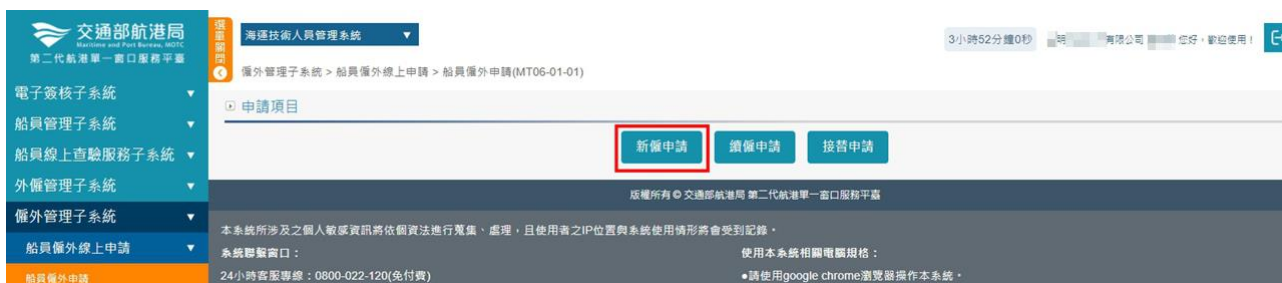 交通部航港局
Maritime and Port Bureau, MOTC
第二代航港單一窗口服務平臺
選單開閉
海運技術人員管理系統
3小時52分鐘0秒
明 有限公司 您好，歡迎使用！
僱外管理子系統 > 船員僱外線上申請 > 船員僱外申請(MT06-01-01)
電子簽核子系統
船員管理子系統
船員線上查驗服務子系統
外僱管理子系統
僱外管理子系統
船員僱外線上申請
船員僱外申請
申請項目
新僱申請
續僱申請
接替申請
版權所有 © 交通部航港局 第二代航港單一窗口服務平臺
本系統所涉及之個人敏感資訊將依個資法進行蒐集、處理，且使用者之IP位置與系統使用情形將會受到記錄。
系統聯繫窗口：
使用本系統相關電腦規格：
24小時客服專線：0800-022-120(免付費)
●請使用google chrome瀏覽器操作本系統。